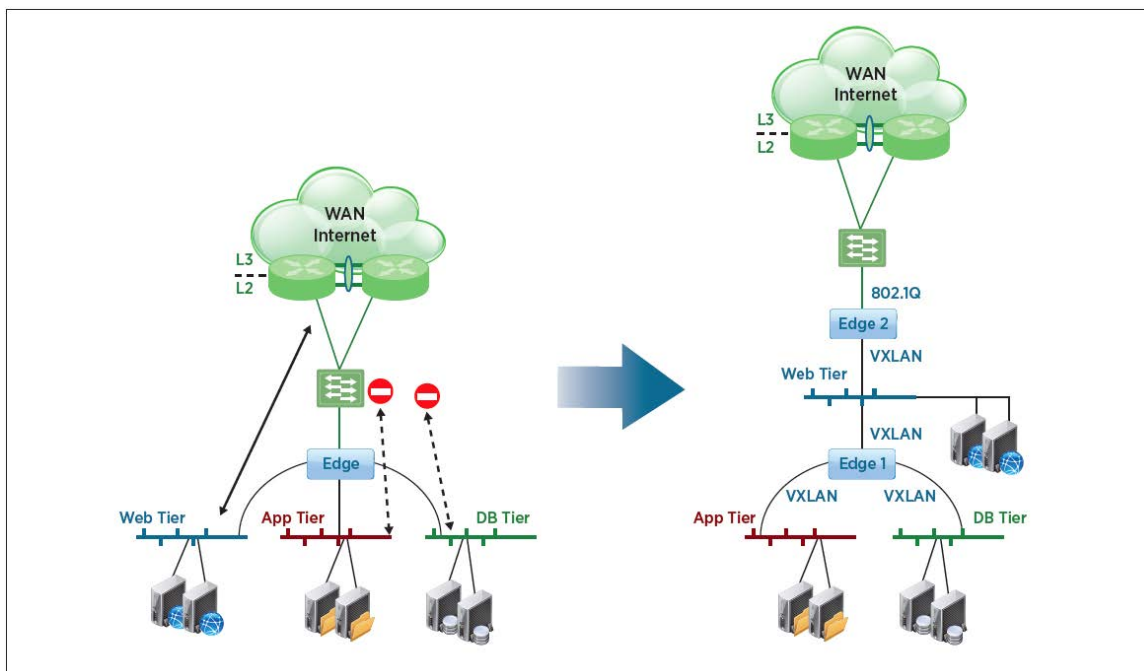 WAN
Internet
L3
L2
Edge
Web Tier
App Tier
DB Tier
WAN
Internet
L3
L2
802.1Q
Edge 2
VXLAN
Web Tier
VXLAN
Edge 1
VXLAN
VXLAN
App Tier
DB Tier